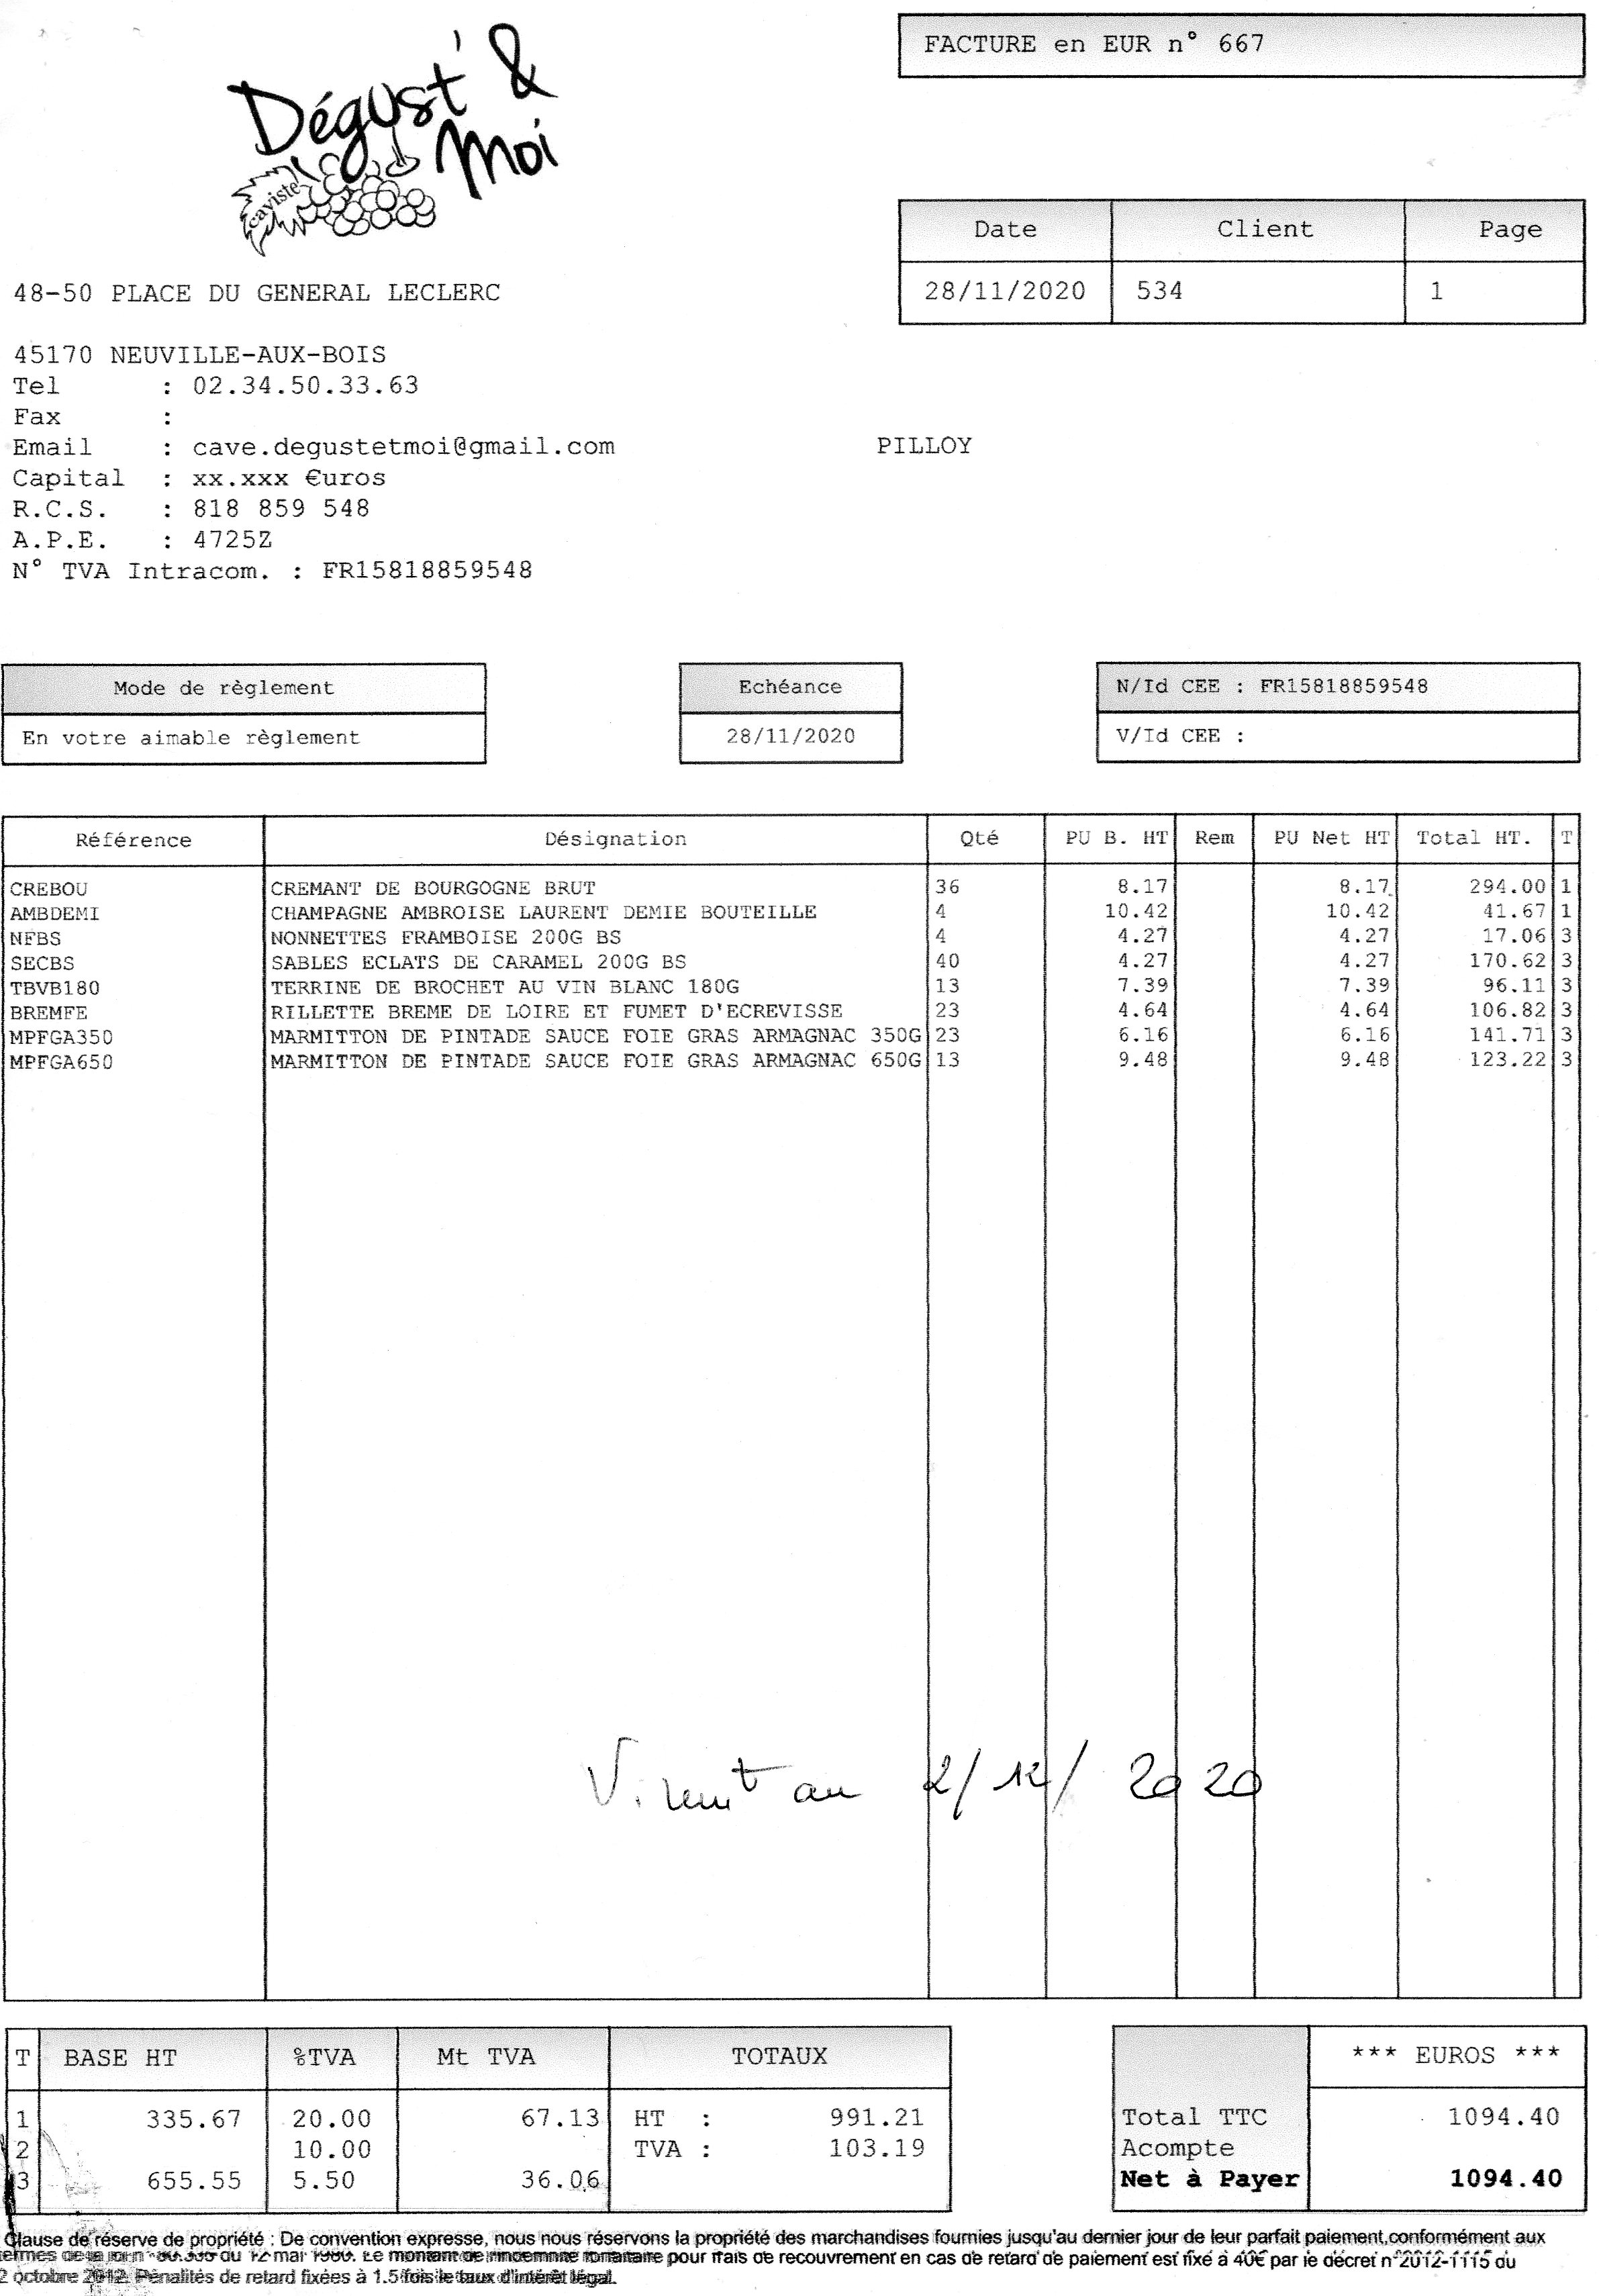 Dégust' &
Moi
caviste
FACTURE en EUR n° 667
Date Client Page
28/11/2020 534 1
48-50 PLACE DU GENERAL LECLERC
45170 NEUVILLE-AUX-BOIS
Tel : 02.34.50.33.63
Fax :
Email : cave.degustetmoi@gmail.com
PILLOY
Capital : xx.xxx €uros
R.C.S. : 818 859 548
A.P.E. : 4725Z
N° TVA Intracom. : FR15818859548
Mode de règlement Echéance N/Id CEE : FR15818859548
En votre aimable règlement 28/11/2020 V/Id CEE :
Référence Désignation Qté PU B. HT Rem PU Net HT Total HT. T
CREBOU CREMANT DE BOURGOGNE BRUT 36 8.17 8.17 294.00 1
AMBDEMI CHAMPAGNE AMBROISE LAURENT DEMIE BOUTEILLE 4 10.42 10.42 41.67 1
NFBS NONNETTES FRAMBOISE 200G BS 4 4.27 4.27 17.06 3
SECBS SABLES ECLATS DE CARAMEL 200G BS 40 4.27 4.27 170.62 3
TBVB180 TERRINE DE BROCHET AU VIN BLANC 180G 13 7.39 7.39 96.11 3
BREMFE RILLETTE BREME DE LOIRE ET FUMET D'ECREVISSE 23 4.64 4.64 106.82 3
MPFGA350 MARMITTON DE PINTADE SAUCE FOIE GRAS ARMAGNAC 350G 23 6.16 6.16 141.71 3
MPFGA650 MARMITTON DE PINTADE SAUCE FOIE GRAS ARMAGNAC 650G 13 9.48 9.48 123.22 3
Viremt au 2/12/2020
T BASE HT %TVA Mt TVA TOTAUX *** EUROS ***
1 335.67 20.00 67.13 HT : 991.21 Total TTC 1094.40
2 10.00 TVA : 103.19 Acompte
3 655.55 5.50 36.06 Net à Payer 1094.40
Clause de réserve de propriété : De convention expresse, nous nous réservons la propriété des marchandises fournies jusqu'au dernier jour de leur parfait paiement,conformément aux
termes de la loi n° 80.335 du 12 mai 1980. Le montant de l'indemnité forfaitaire pour frais de recouvrement en cas de retard de paiement est fixé à 40€ par le décret n°2012-1115 du
2 octobre 2012. Pénalités de retard fixées à 1.5 fois le taux d'intérêt légal.